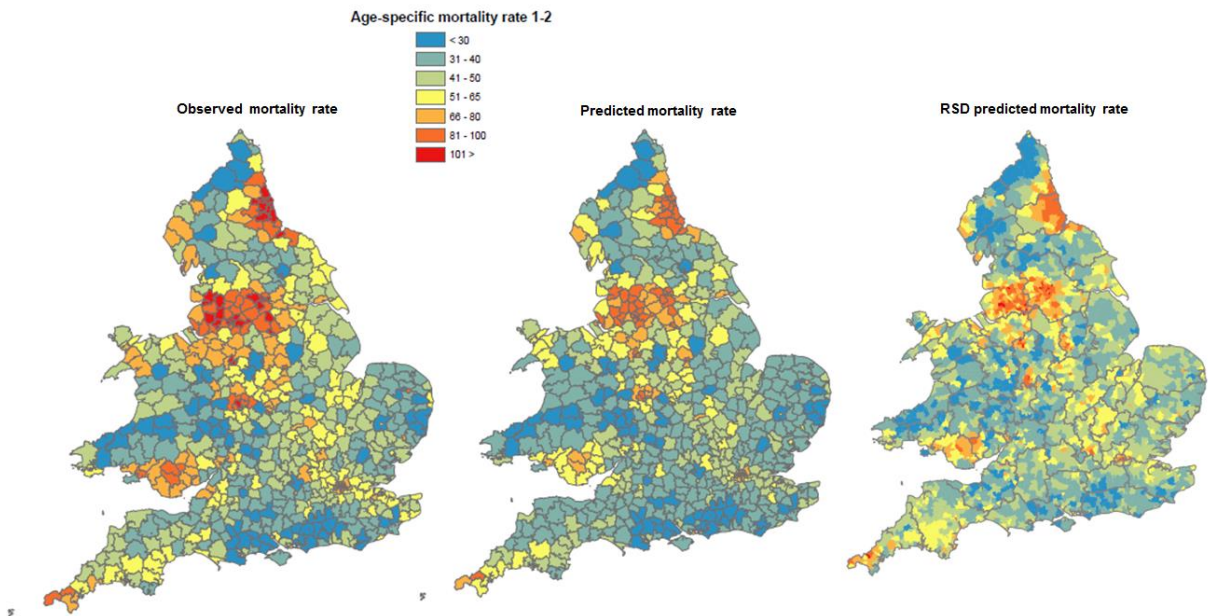 Age-specific mortality rate 1-2
< 30
31 - 40
41 - 50
51 - 65
66 - 80
81 - 100
101 >
Observed mortality rate
Predicted mortality rate
RSD predicted mortality rate